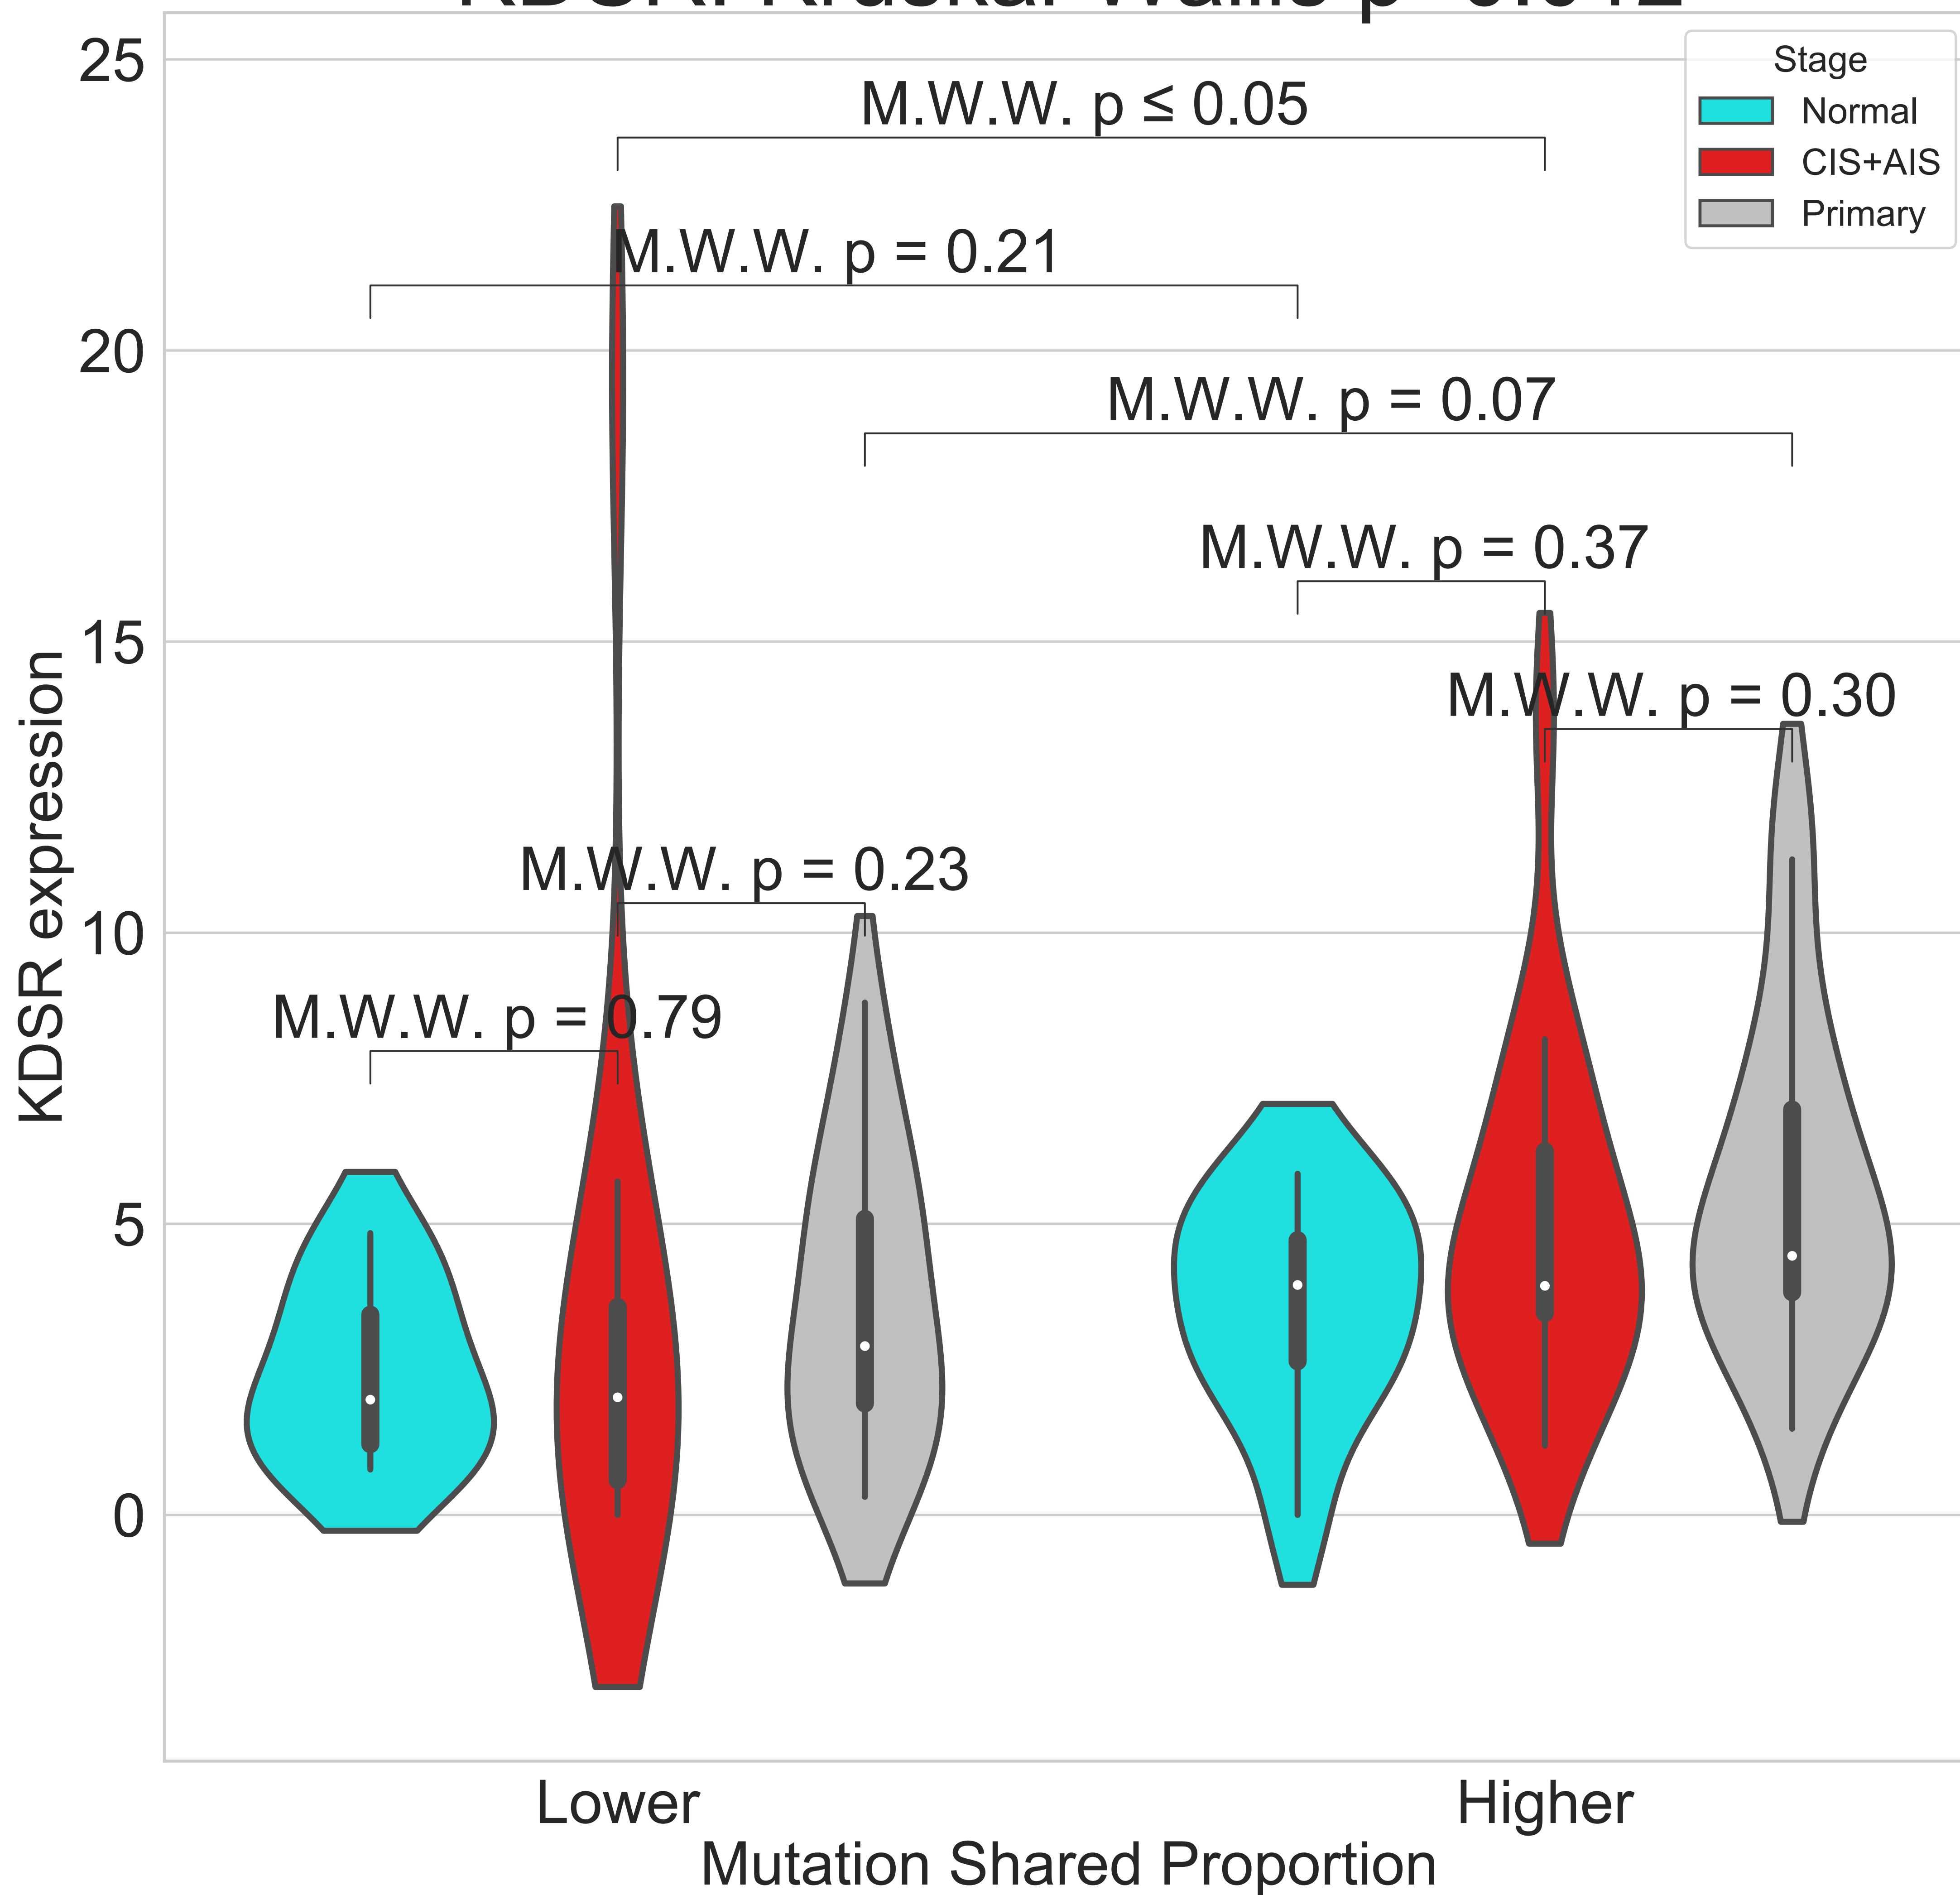 25
20
15
10
5
0
KDSR expression
Stage
Normal
CIS+AIS
Primary
M.W.W. p ≤ 0.05
M.W.W. p = 0.21
M.W.W. p = 0.07
M.W.W. p = 0.37
M.W.W. p = 0.30
M.W.W. p = 0.23
M.W.W. p = 0.79
Lower
Higher
Mutation Shared Proportion